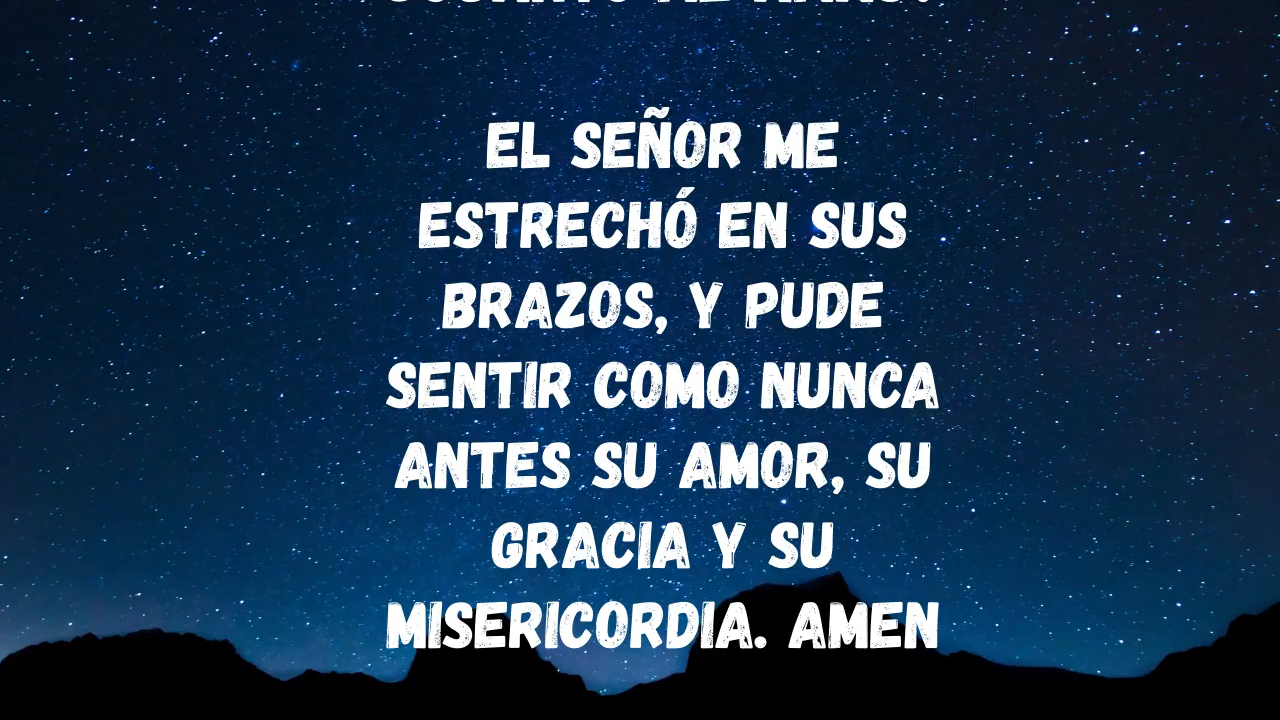 EL SEÑOR ME
ESTRECHÓ EN SUS
BRAZOS, Y PUDE
SENTIR COMO NUNCA
ANTES SU AMOR, SU
GRACIA Y SU
MISERICORDIA. AMEN